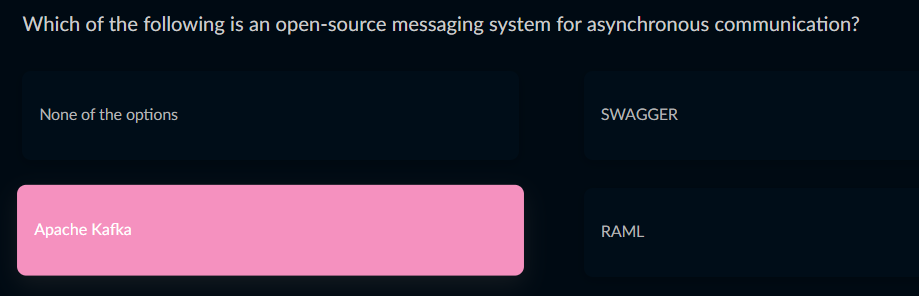 Which of the following is an open-source messaging system for asynchronous communication?
None of the options
SWAGGER
Apache Kafka
RAML